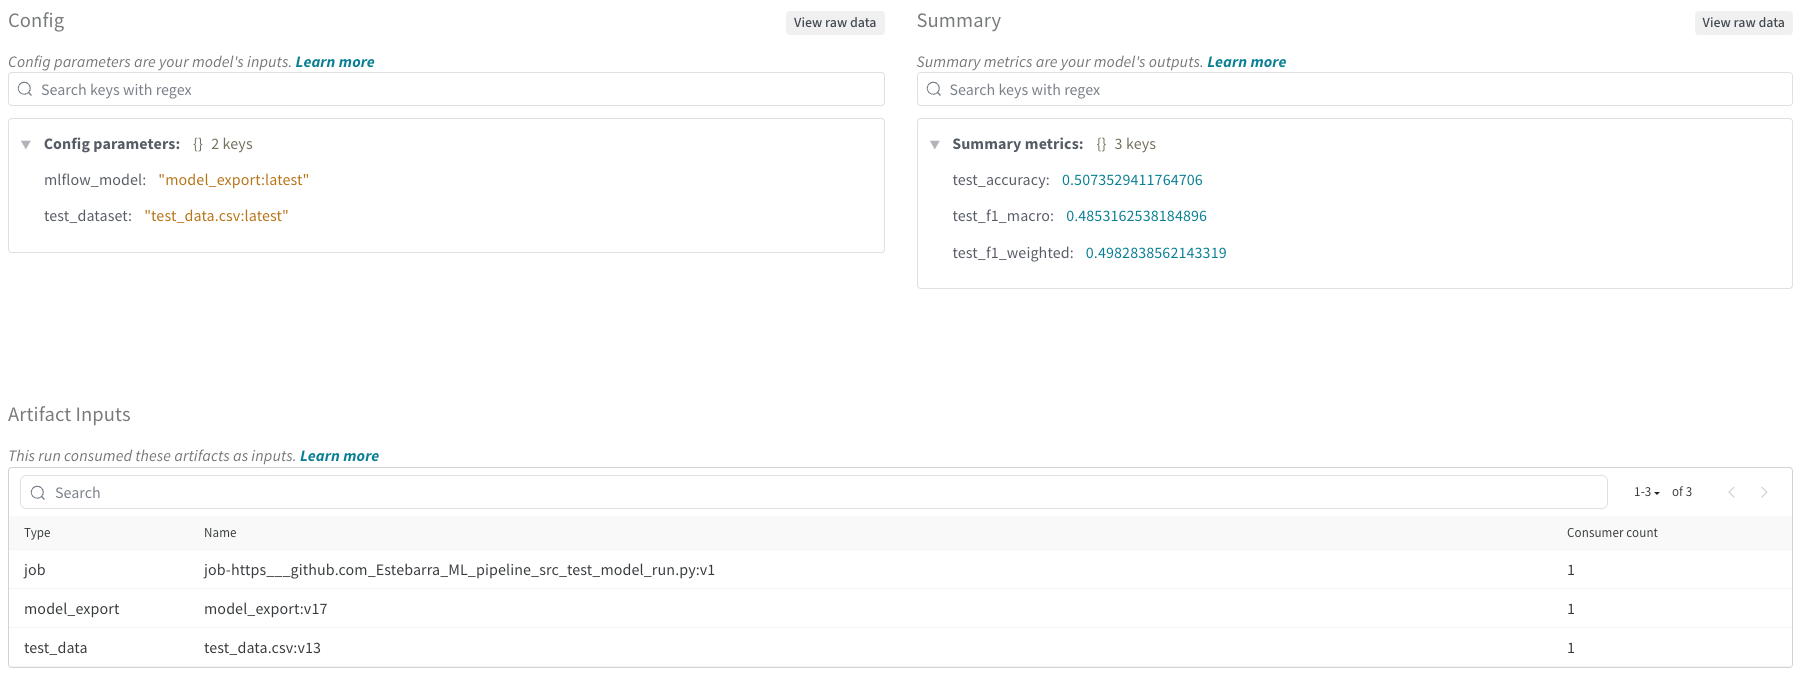 Config
View raw data
Config parameters are your model's inputs. Learn more
Search keys with regex
Config parameters: {} 2 keys
mlflow_model: "model_export:latest"
test_dataset: "test_data.csv:latest"
Summary
View raw data
Summary metrics are your model's outputs. Learn more
Search keys with regex
Summary metrics: {} 3 keys
test_accuracy: 0.5073529411764706
test_f1_macro: 0.4853162538184896
test_f1_weighted: 0.4982838562143319
Artifact Inputs
This run consumed these artifacts as inputs. Learn more
Search
1-3 of 3
Type Name Consumer count
job job-https___github.com_Estebarra_ML_pipeline_src_test_model_run.py:v1 1
model_export model_export:v17 1
test_data test_data.csv:v13 1